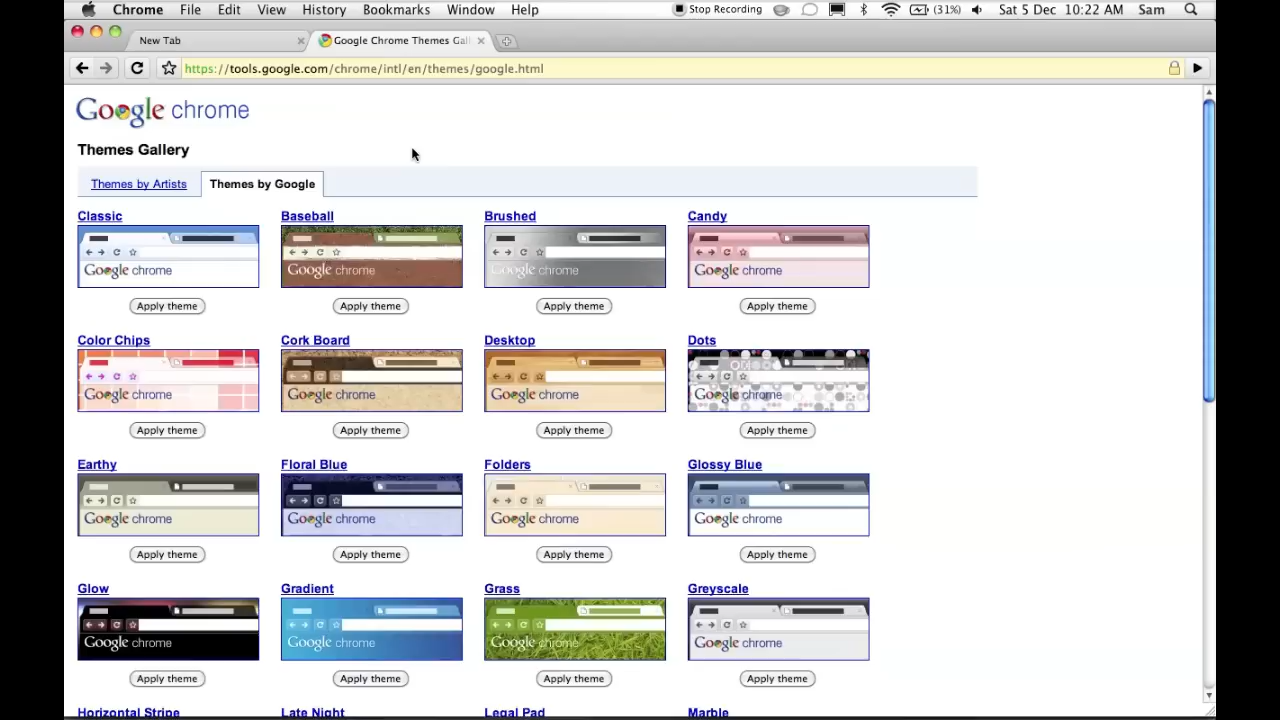 Chrome File Edit View History Bookmarks Window Help Stop Recording (31%) Sat 5 Dec 10:22 AM Sam
New Tab Google Chrome Themes Gall
https://tools.google.com/chrome/intl/en/themes/google.html
Google chrome
Themes Gallery
Themes by Artists Themes by Google
Classic Baseball Brushed Candy
Google chrome Google chrome Google chrome Google chrome
Apply theme Apply theme Apply theme Apply theme
Color Chips Cork Board Desktop Dots
Google chrome Google chrome Google chrome Google chrome
Apply theme Apply theme Apply theme Apply theme
Earthy Floral Blue Folders Glossy Blue
Google chrome Google chrome Google chrome Google chrome
Apply theme Apply theme Apply theme Apply theme
Glow Gradient Grass Greyscale
Google chrome Google chrome Google chrome Google chrome
Apply theme Apply theme Apply theme Apply theme
Horizontal Stripe Late Night Legal Pad Marble